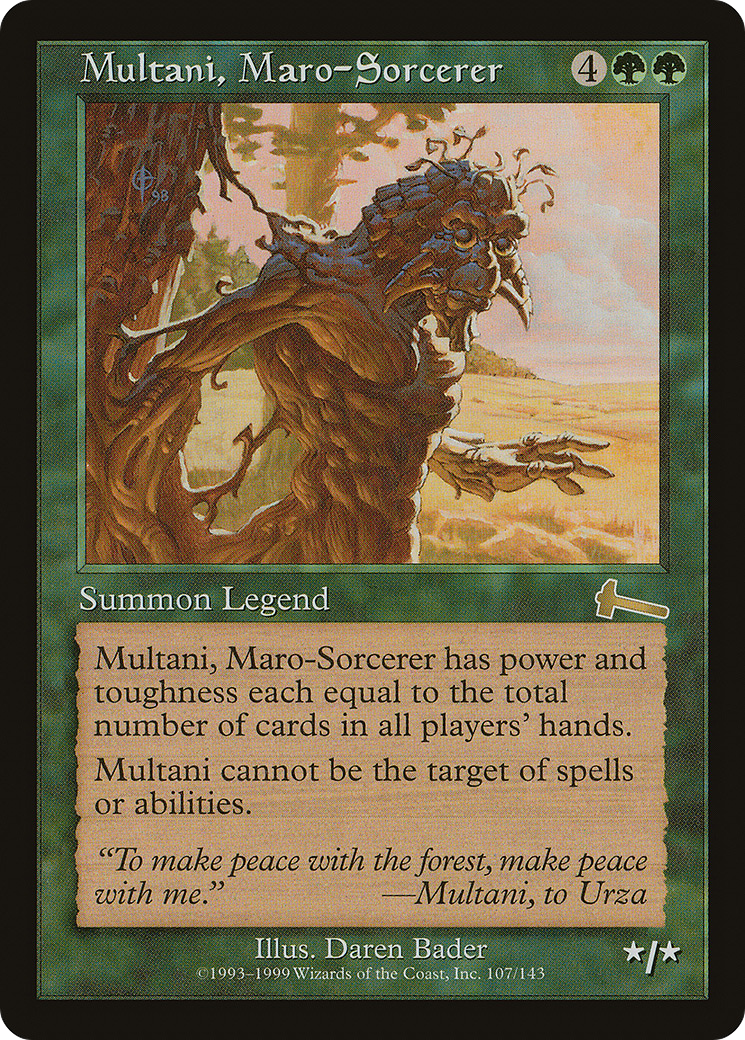 Multani, Maro-Sorcerer 4
98
Summon Legend
Multani, Maro-Sorcerer has power and
toughness each equal to the total
number of cards in all players’ hands.
Multani cannot be the target of spells
or abilities.
“To make peace with the forest, make peace
with me.” —Multani, to Urza
Illus. Daren Bader
©1993–1999 Wizards of the Coast, Inc. 107/143
★/★